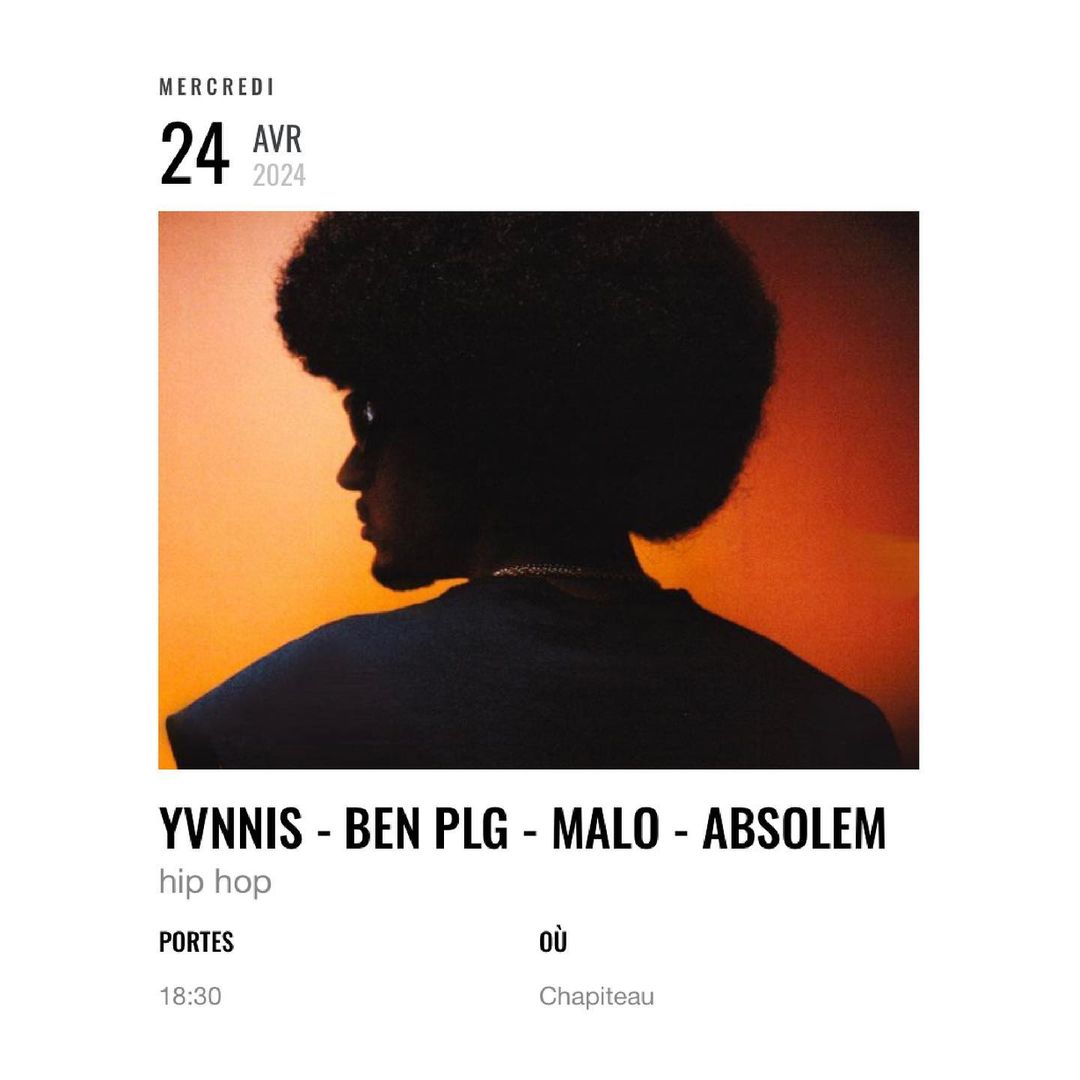 MERCREDI
24 AVR
2024
YVNNIS - BEN PLG - MALO - ABSOLEM
hip hop
PORTES
OÙ
18:30
Chapiteau